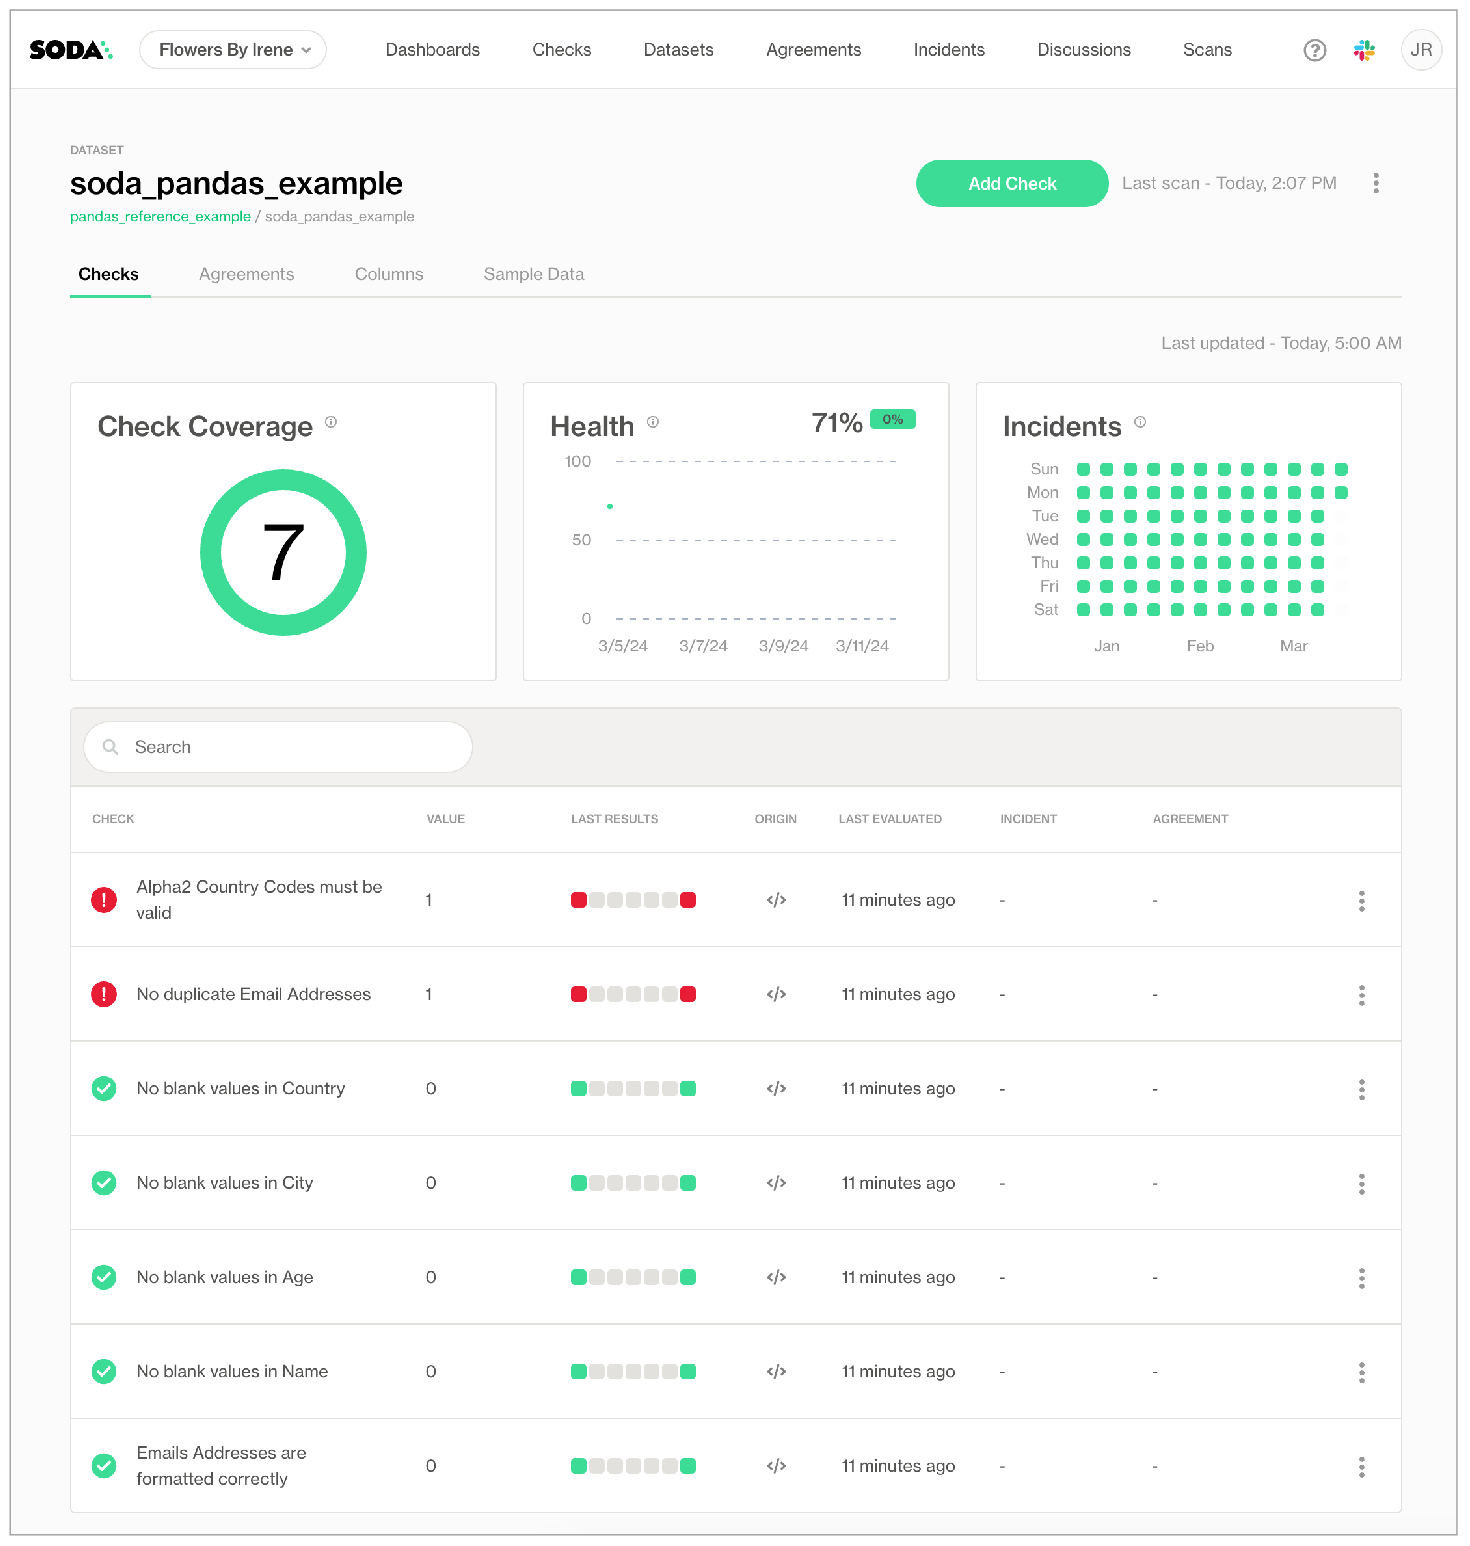 SODA Flowers By Irene Dashboards Checks Datasets Agreements Incidents Discussions Scans ? JR
DATASET
soda_pandas_example
Add Check Last scan - Today, 2:07 PM
pandas_reference_example / soda_pandas_example
Checks Agreements Columns Sample Data
Last updated - Today, 5:00 AM
Check Coverage
7
Health 71% 0%
100
50
0
3/5/24 3/7/24 3/9/24 3/11/24
Incidents
Sun
Mon
Tue
Wed
Thu
Fri
Sat
Jan Feb Mar
Search
CHECK VALUE LAST RESULTS ORIGIN LAST EVALUATED INCIDENT AGREEMENT
Alpha2 Country Codes must be
valid
1 </> 11 minutes ago - -
No duplicate Email Addresses 1 </> 11 minutes ago - -
No blank values in Country 0 </> 11 minutes ago - -
No blank values in City 0 </> 11 minutes ago - -
No blank values in Age 0 </> 11 minutes ago - -
No blank values in Name 0 </> 11 minutes ago - -
Emails Addresses are
formatted correctly
0 </> 11 minutes ago - -